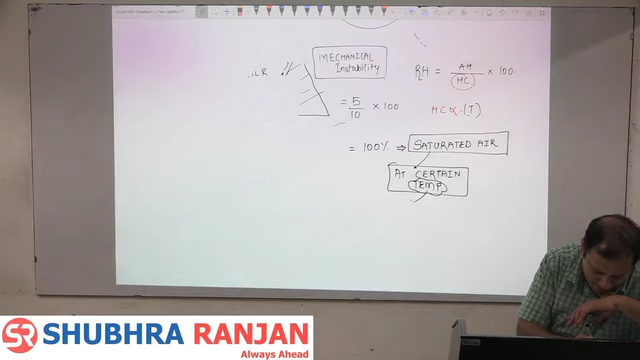 MECHANICAL
Instability
RH = AH / HC × 100
= 5 / 10 × 100
HC ∝ (T)
= 100% ⇒ SATURATED AIR
AT CERTAIN
TEMP
SR SHUBHRA RANJAN
Always Ahead